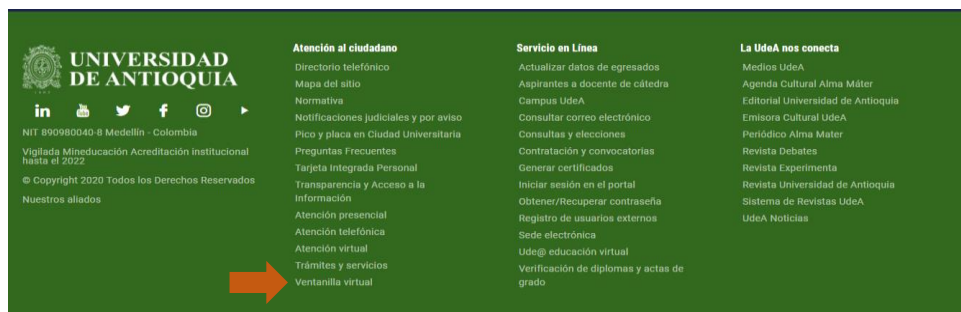 UNIVERSIDAD
DE ANTIOQUIA
NIT 890980040-8 Medellín - Colombia
Vigilada Mineducación Acreditación institucional
hasta el 2022
© Copyright 2020 Todos los Derechos Reservados
Nuestros aliados
Atención al ciudadano
Directorio telefónico
Mapa del sitio
Normativa
Notificaciones judiciales y por aviso
Pico y placa en Ciudad Universitaria
Preguntas Frecuentes
Tarjeta Integrada Personal
Transparencia y Acceso a la
Información
Atención presencial
Atención telefónica
Atención virtual
Trámites y servicios
Ventanilla virtual
Servicio en Línea
Actualizar datos de egresados
Aspirantes a docente de cátedra
Campus UdeA
Consultar correo electrónico
Consultas y elecciones
Contratación y convocatorias
Generar certificados
Iniciar sesión en el portal
Obtener/Recuperar contraseña
Registro de usuarios externos
Sede electrónica
Ude@ educación virtual
Verificación de diplomas y actas de
grado
La UdeA nos conecta
Medios UdeA
Agenda Cultural Alma Máter
Editorial Universidad de Antioquia
Emisora Cultural UdeA
Periódico Alma Mater
Revista Debates
Revista Experimenta
Revista Universidad de Antioquia
Sistema de Revistas UdeA
UdeA Noticias